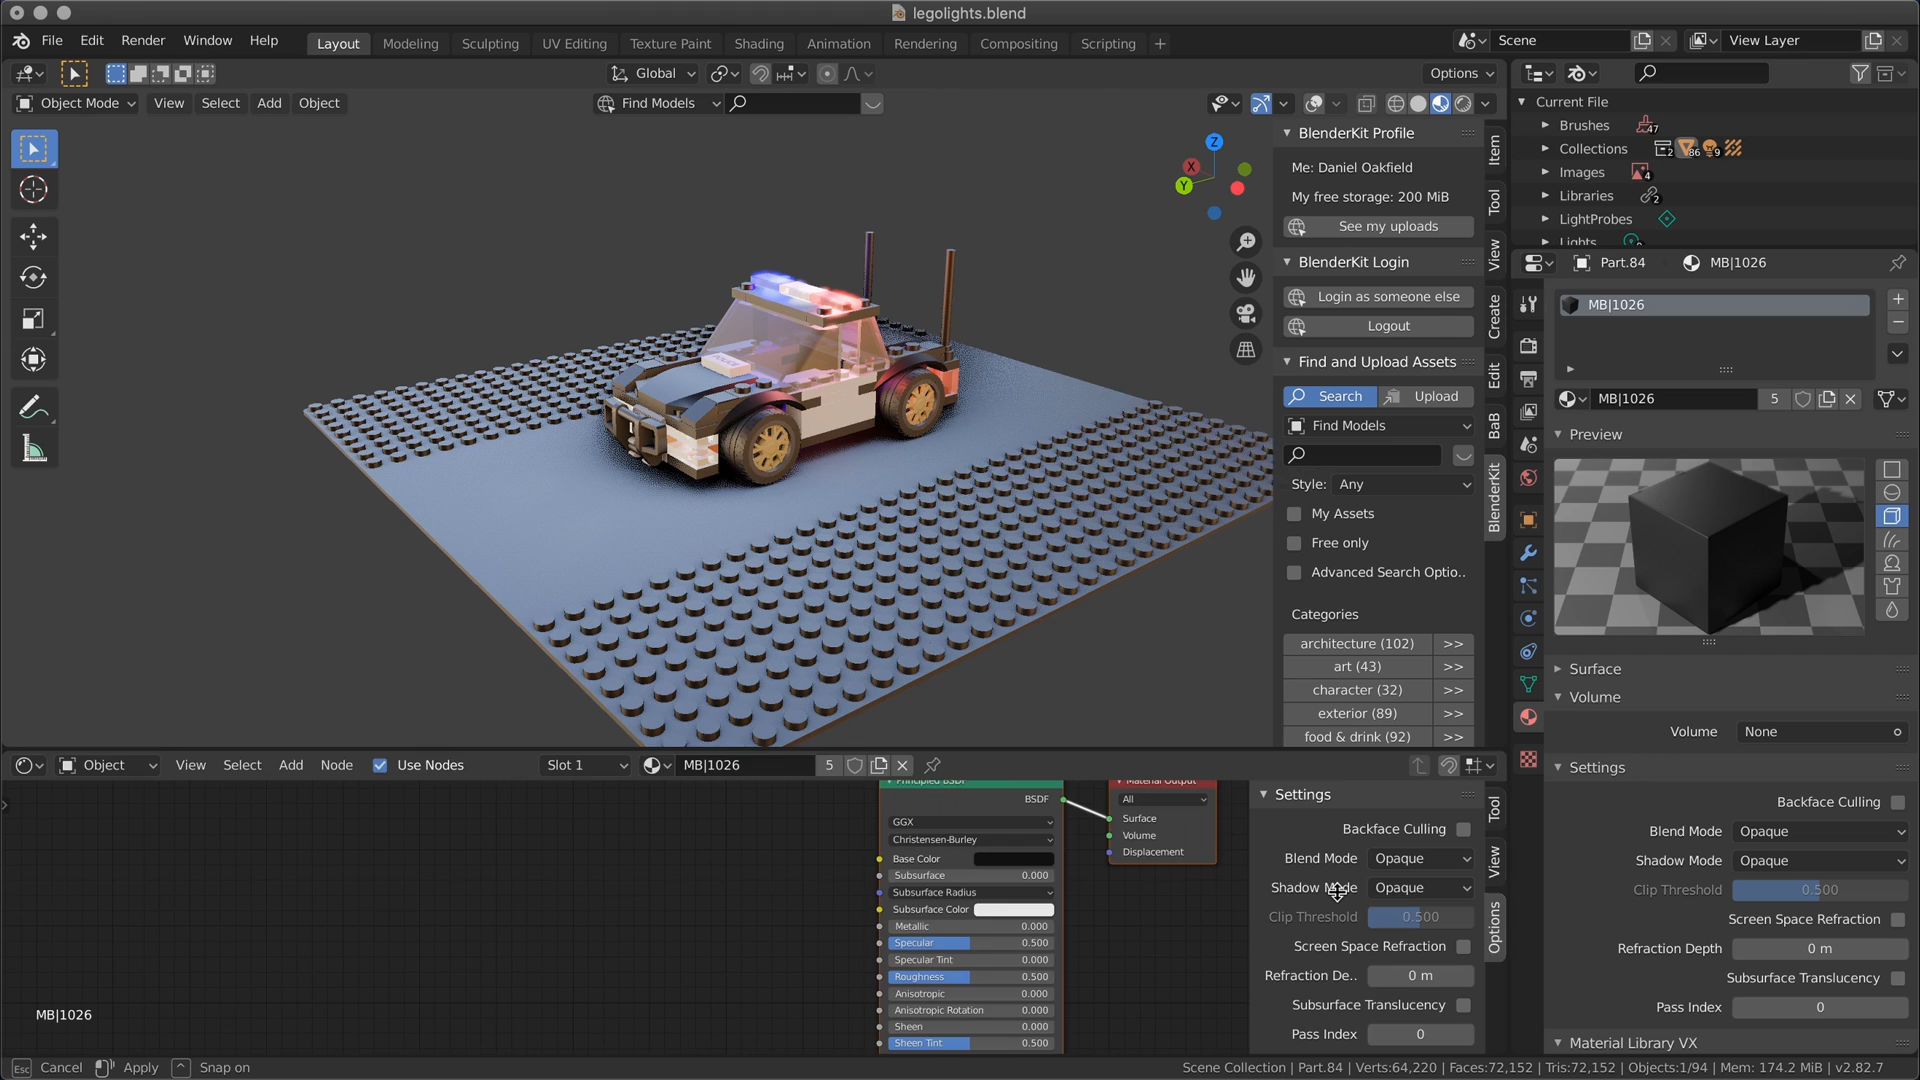 legolights.blend
File Edit Render Window Help Layout Modeling Sculpting UV Editing Texture Paint Shading Animation Rendering Compositing Scripting + Scene View Layer
Global Options
Object Mode View Select Add Object Find Models
Z
X
Y
BlenderKit Profile
Me: Daniel Oakfield
My free storage: 200 MiB
See my uploads
BlenderKit Login
Login as someone else
Logout
Find and Upload Assets
Search Upload
Find Models
Style: Any
My Assets
Free only
Advanced Search Optio..
Categories
architecture (102) >>
art (43) >>
character (32) >>
exterior (89) >>
food & drink (92) >>
Item
Tool
View
Create
Edit
BaB
BlenderKit
Current File
Brushes 47
Collections 2 86 9
Images 4
Libraries 2
LightProbes
Lights
Part.84 MB|1026
MB|1026
MB|1026 5
Preview
Surface
Volume
Volume None
Settings
Backface Culling
Blend Mode Opaque
Shadow Mode Opaque
Clip Threshold 0.500
Screen Space Refraction
Refraction Depth 0 m
Subsurface Translucency
Pass Index 0
Material Library VX
Object View Select Add Node Use Nodes Slot 1 MB|1026 5
Principled BSDF
BSDF
GGX
Christensen-Burley
Base Color
Subsurface 0.000
Subsurface Radius
Subsurface Color
Metallic 0.000
Specular 0.500
Specular Tint 0.000
Roughness 0.500
Anisotropic 0.000
Anisotropic Rotation 0.000
Sheen 0.000
Sheen Tint 0.500
Material Output
All
Surface
Volume
Displacement
Settings
Backface Culling
Blend Mode Opaque
Shadow Mode Opaque
Clip Threshold 0.500
Screen Space Refraction
Refraction De.. 0 m
Subsurface Translucency
Pass Index 0
Tool
View
Options
MB|1026
Esc Cancel Apply ^ Snap on Scene Collection | Part.84 | Verts:64,220 | Faces:72,152 | Tris:72,152 | Objects:1/94 | Mem: 174.2 MiB | v2.82.7